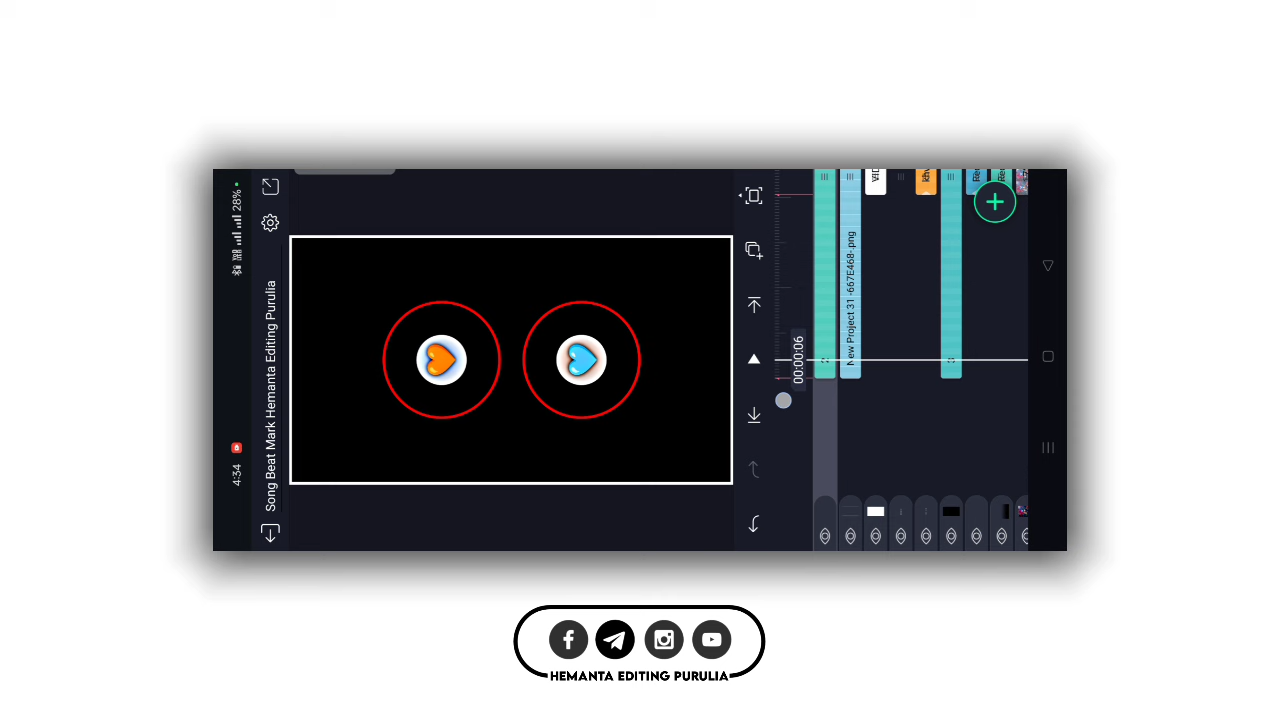 4:34
28%
Song Beat Mark Hemanta Editing Purulia
00:00:06
New Project 31 -667E468-.png
HEMANTA EDITING PURULIA